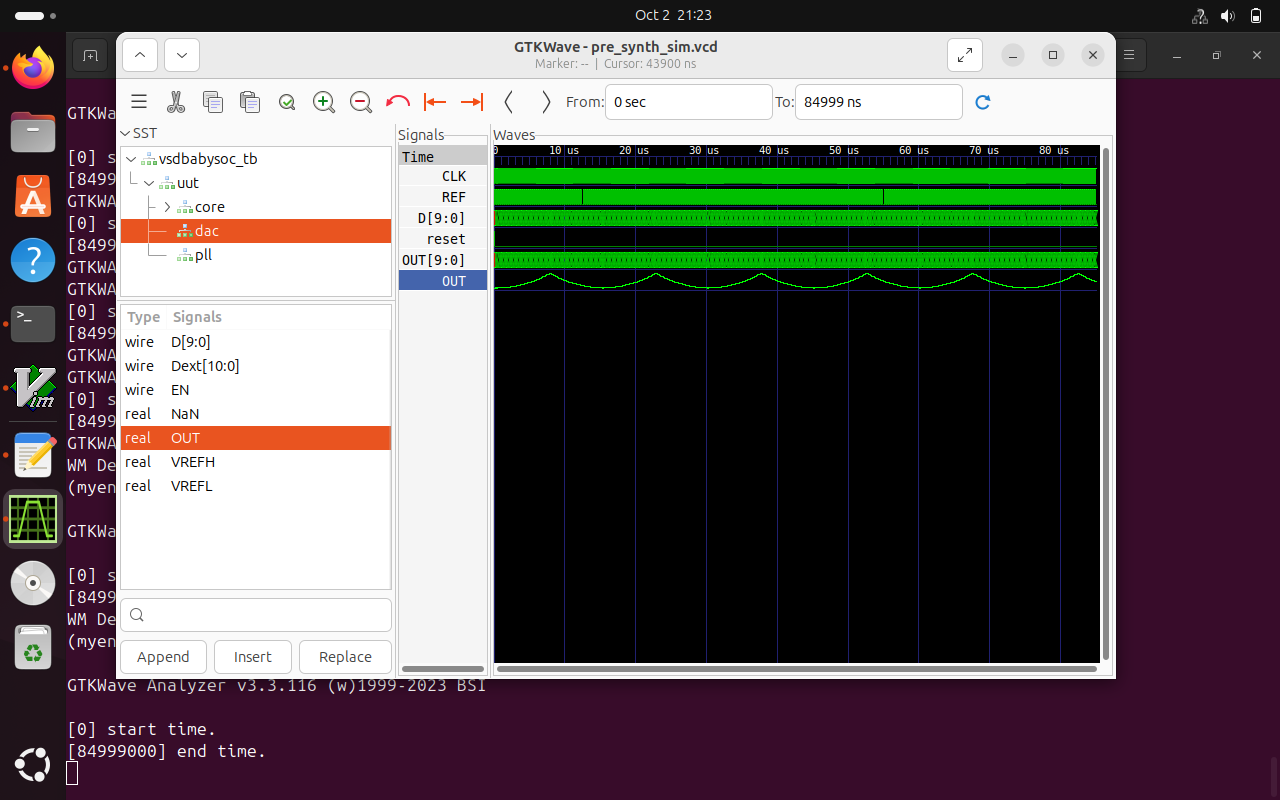 Oct 2 21:23
GTKWave - pre_synth_sim.vcd
Marker: -- | Cursor: 43900 ns
From: 0 sec To: 84999 ns
SST
vsdbabysoc_tb
uut
core
dac
pll
Type Signals
wire D[9:0]
wire Dext[10:0]
wire EN
real NaN
real OUT
real VREFH
real VREFL
Append Insert Replace
Signals
Time
CLK
REF
D[9:0]
reset
OUT[9:0]
OUT
Waves
0 10 us 20 us 30 us 40 us 50 us 60 us 70 us 80 us
GTKWa
[0] s
[8499
GTKWA
[0] s
[8499
GTKWA
GTKWA
[0] s
[8499
GTKWA
GTKWA
[0] s
[8499
GTKWA
WM De
(myen
GTKWa
[0] s
[8499
WM De
(myen
GTKWave Analyzer v3.3.116 (w)1999-2023 BSI
[0] start time.
[84999000] end time.